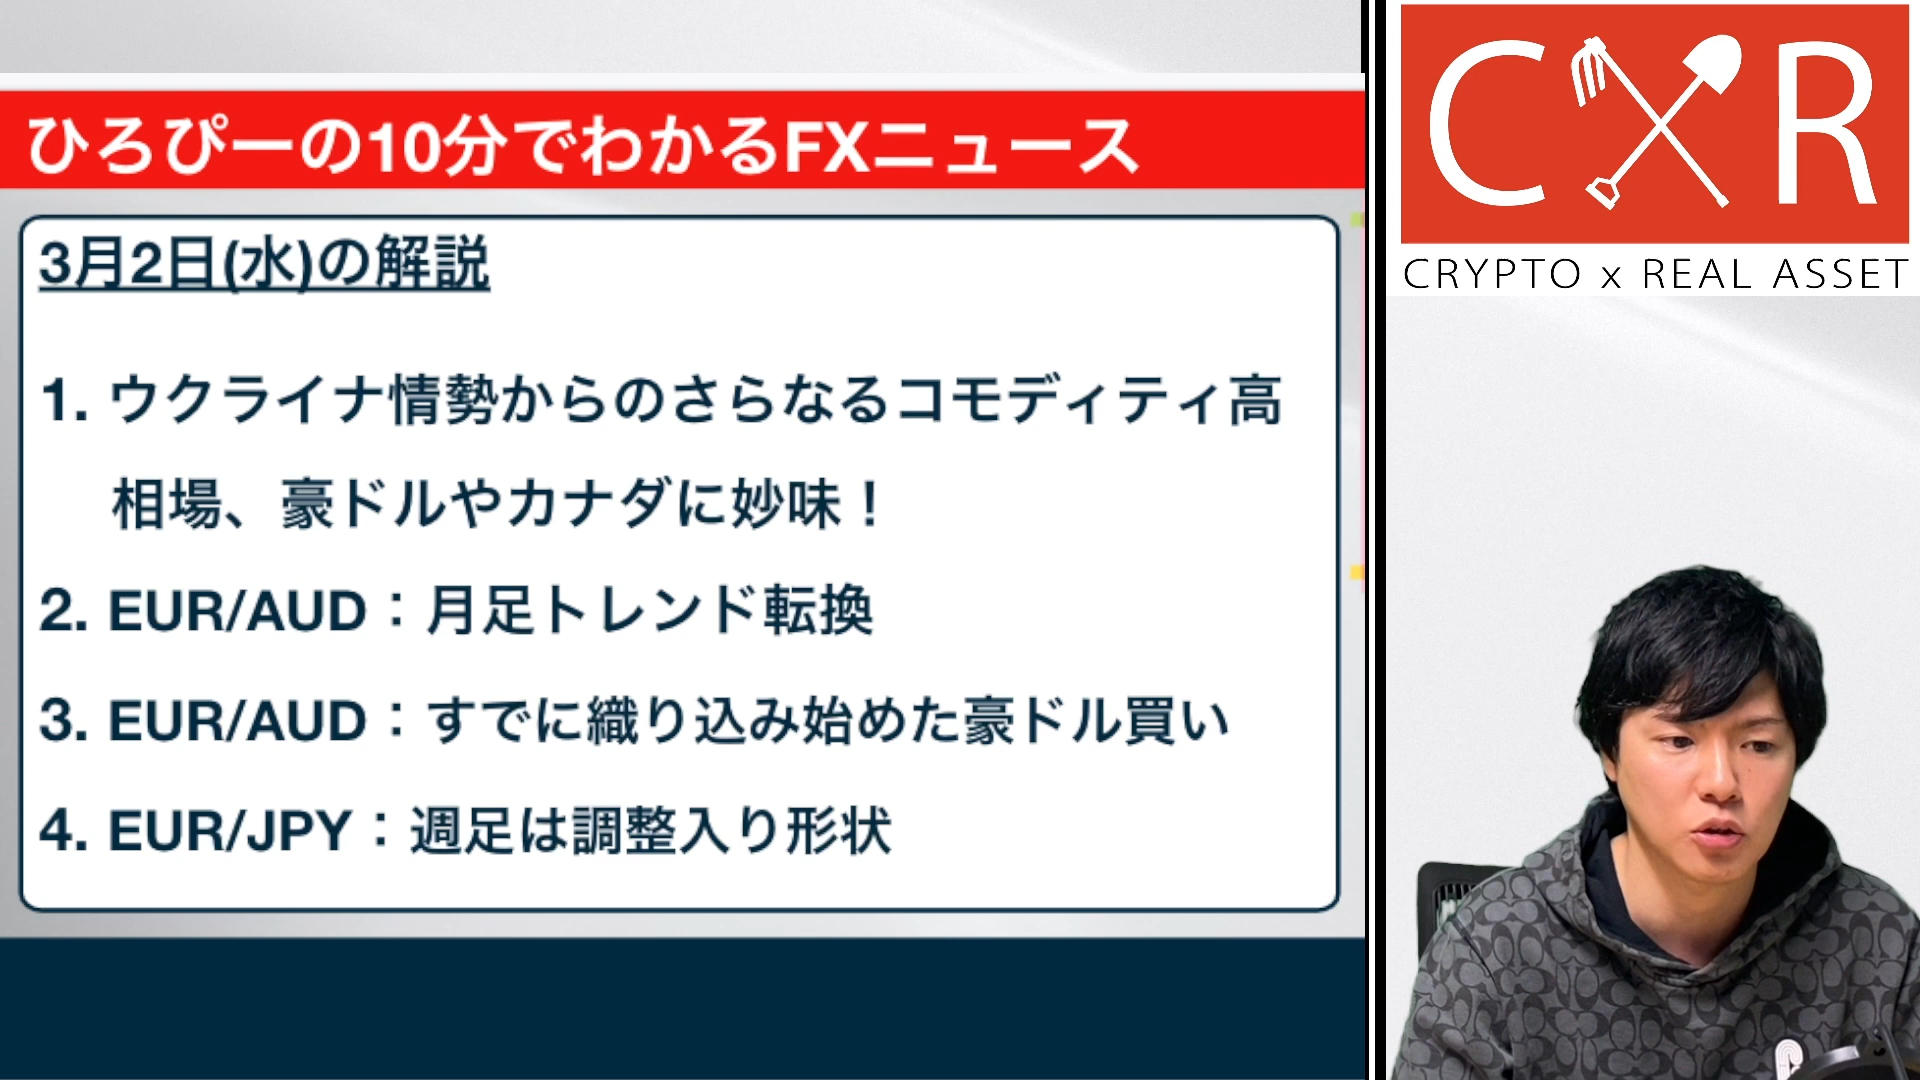 ひろぴーの10分でわかるFXニュース
3月2日(水)の解説
1. ウクライナ情勢からのさらなるコモディティ高
相場、豪ドルやカナダに妙味！
2. EUR/AUD：月足トレンド転換
3. EUR/AUD：すでに織り込み始めた豪ドル買い
4. EUR/JPY：週足は調整入り形状
CXR
CRYPTO x REAL ASSET